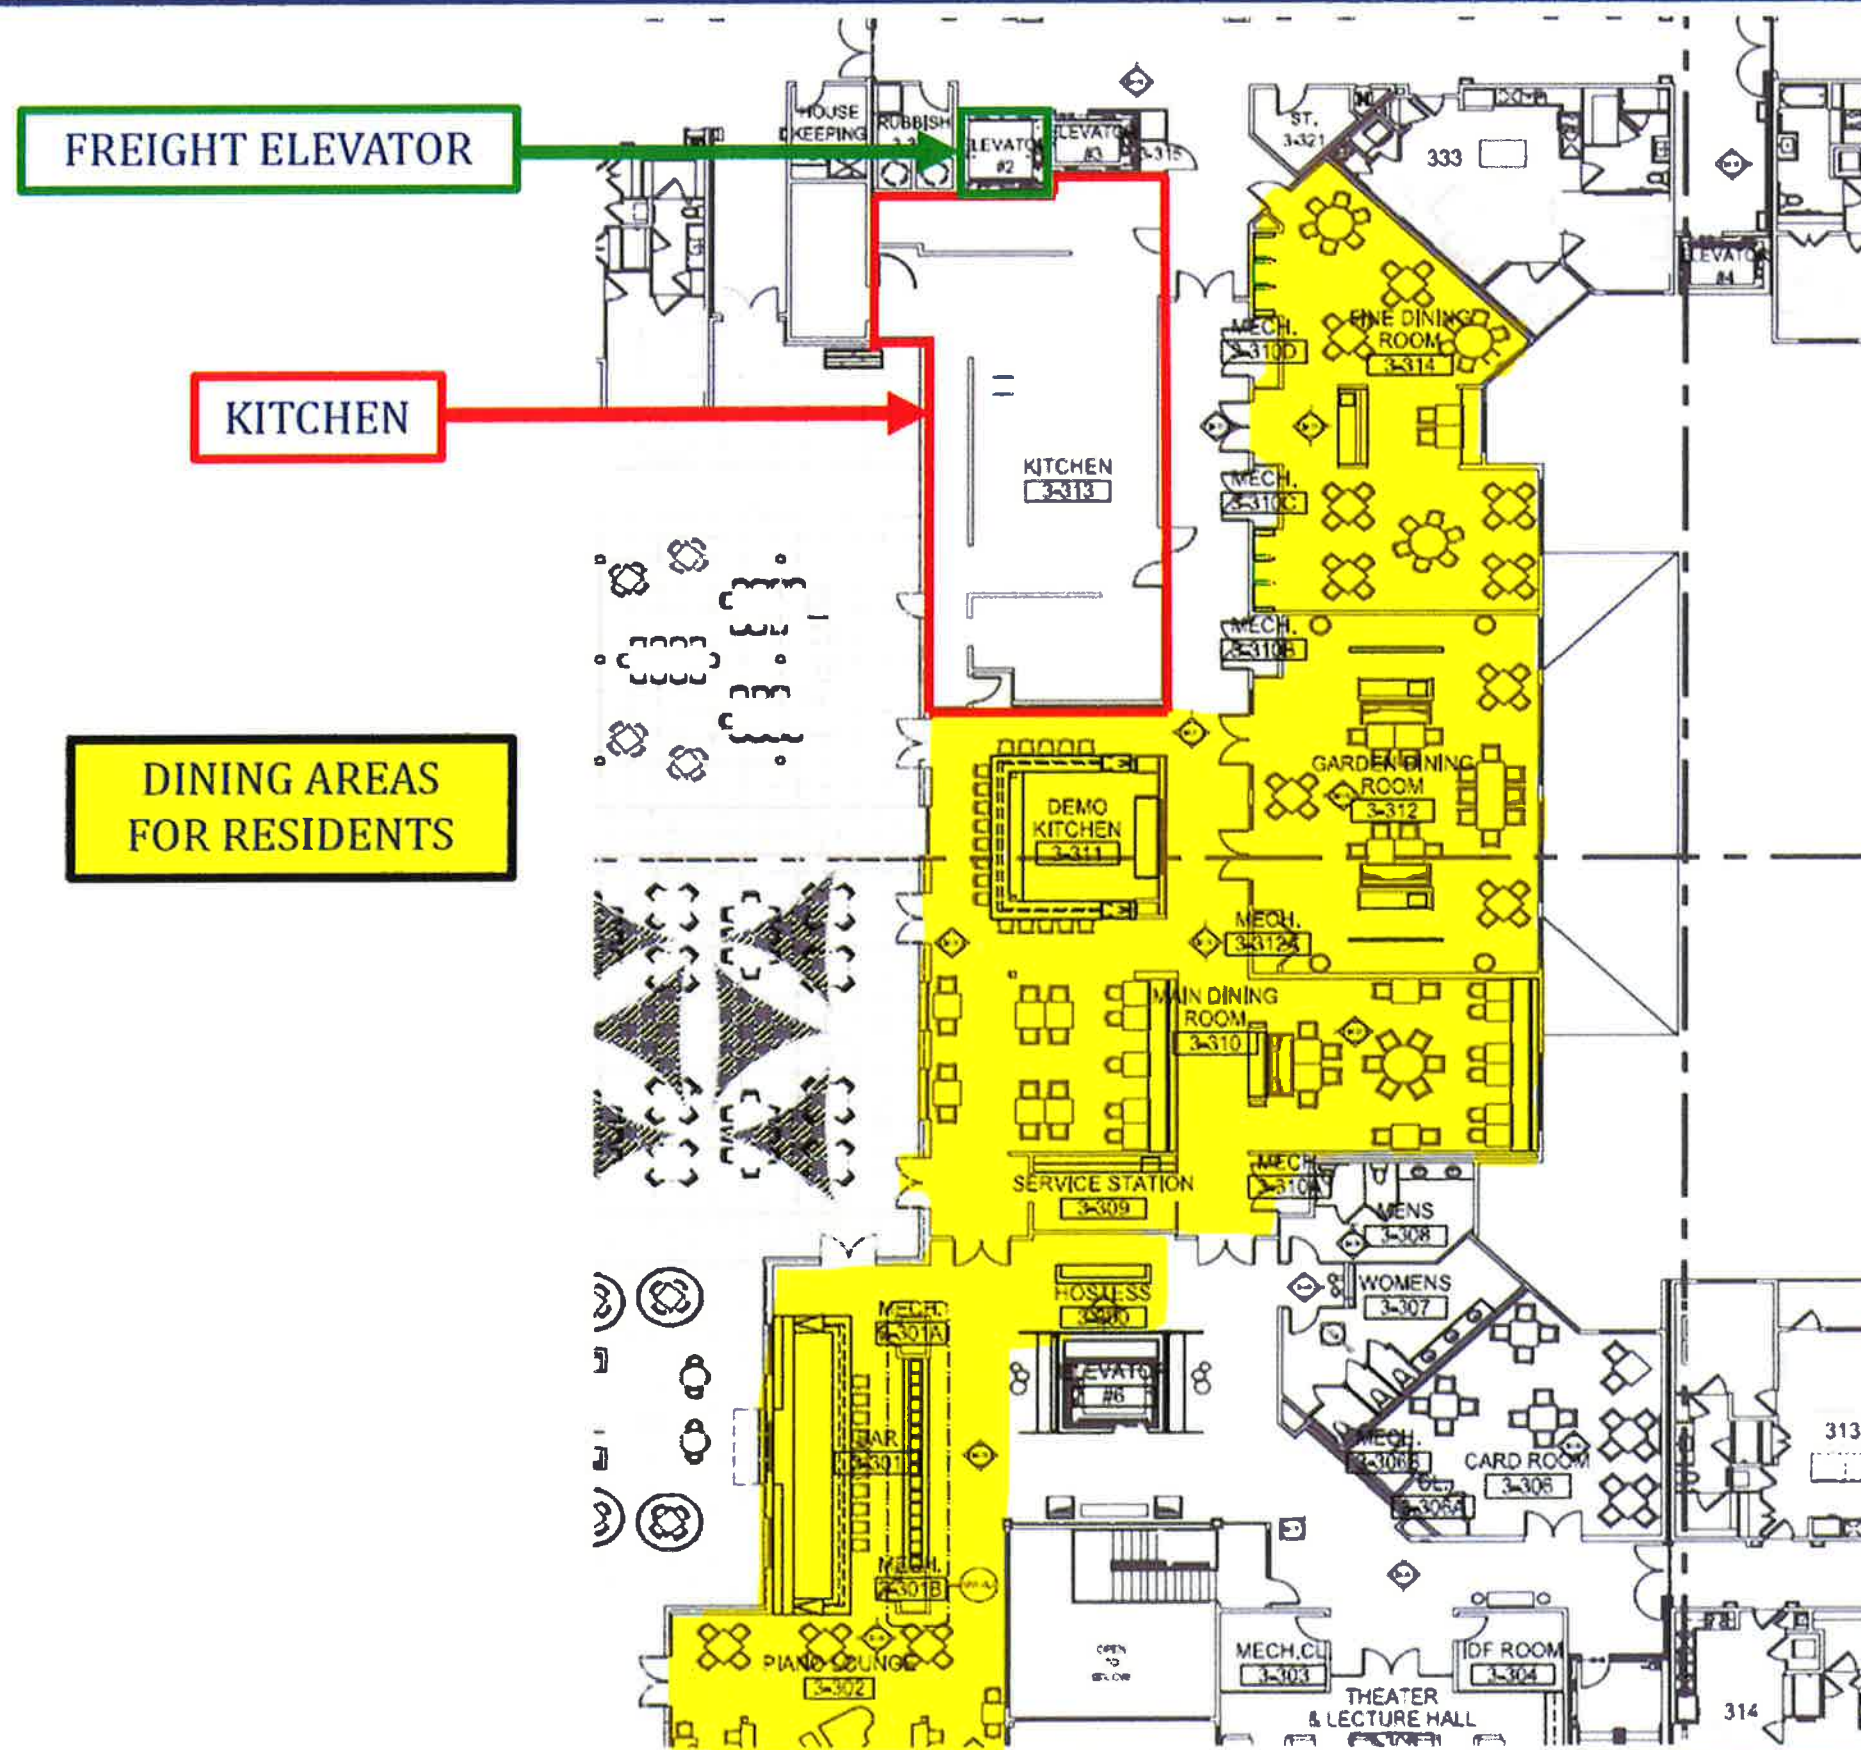 FREIGHT ELEVATOR
HOUSE
KEEPING
RUBBISH
#2
#3
ST.
3-321
333
#4
KITCHEN
KITCHEN
3-313
MECH.
3-310D
FINE DINING
ROOM
3-314
MECH.
3-310C
MECH.
3-310B
DINING AREAS
FOR RESIDENTS
DEMO
KITCHEN
3-311
GARDEN DINING
ROOM
3-312
MECH.
3-312A
MAIN DINING
ROOM
3-310
SERVICE STATION
3-309
MECH.
3-310A
MENS
3-308
WOMENS
3-307
HOSTESS
MECH.
3-301A
#6
BAR
3-301
MECH.
3-306B
CARD ROOM
3-306
CL.
3-306A
313
MECH.
3-301B
PIANO LOUNGE
3-302
OPEN
TO
BELOW
MECH.CL
3-303
IDF ROOM
3-304
THEATER
& LECTURE HALL
314